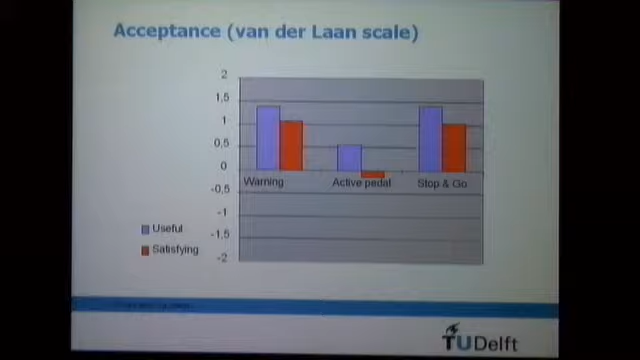 Acceptance (van der Laan scale)
2
1,5
1
0,5
0
-0,5
-1
-1,5
-2
Warning
Active pedal
Stop & Go
Useful
Satisfying
TUDelft